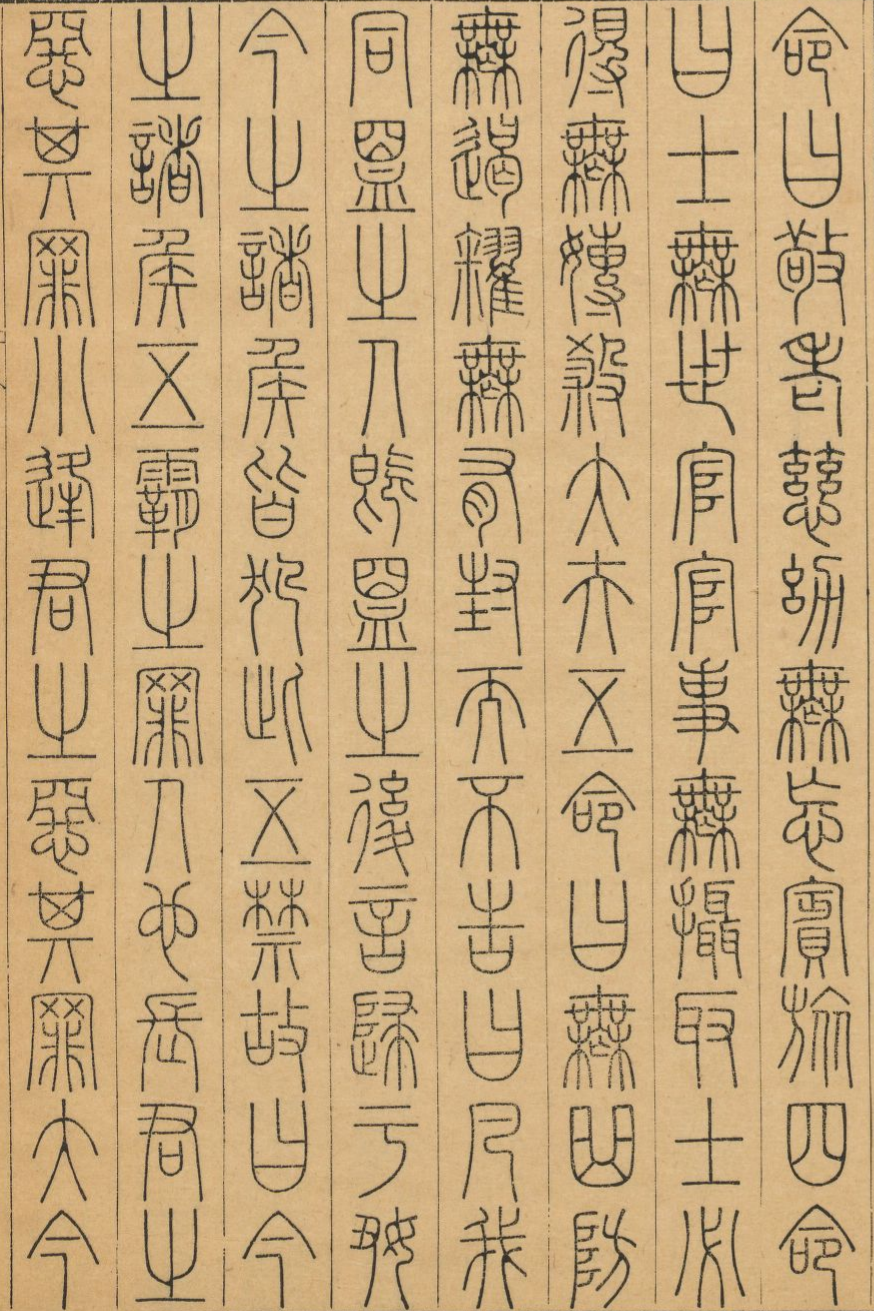 命曰敬老慈幼無忘賓旅四命
曰士無世官官事無攝取士必
得無嫥殺大夫五命曰無曲防
無遏糴無有封而不告曰凡我
同盟之人既盟之後言歸于好
今之諸侯皆犯此五禁故曰今
之諸侯五霸之罪人也長君之
惡其罪小逢君之惡其罪大今